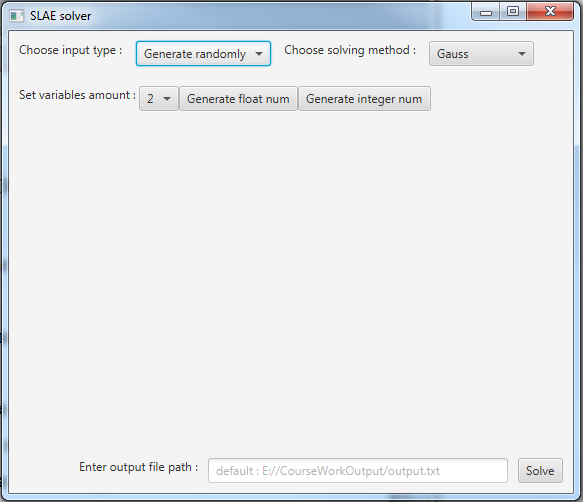 SLAE solver
Choose input type : Generate randomly Choose solving method : Gauss
Set variables amount : 2 Generate float num Generate integer num
Enter output file path : default : E://CourseWorkOutput/output.txt Solve